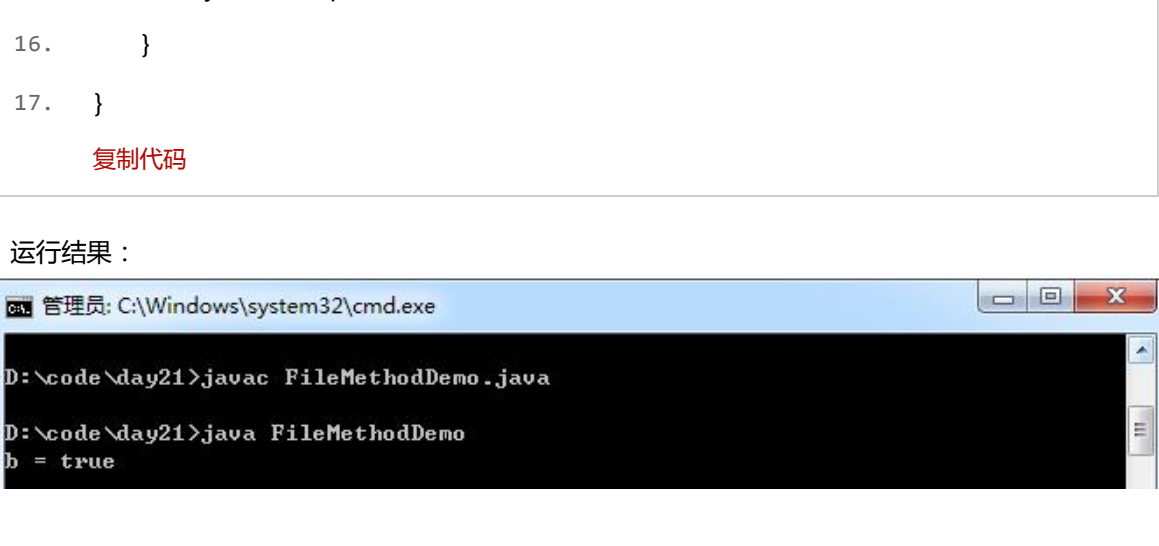 16. }
17. }
复制代码
运行结果：
管理员: C:\Windows\system32\cmd.exe
D:\code\day21>javac FileMethodDemo.java
D:\code\day21>java FileMethodDemo
b = true